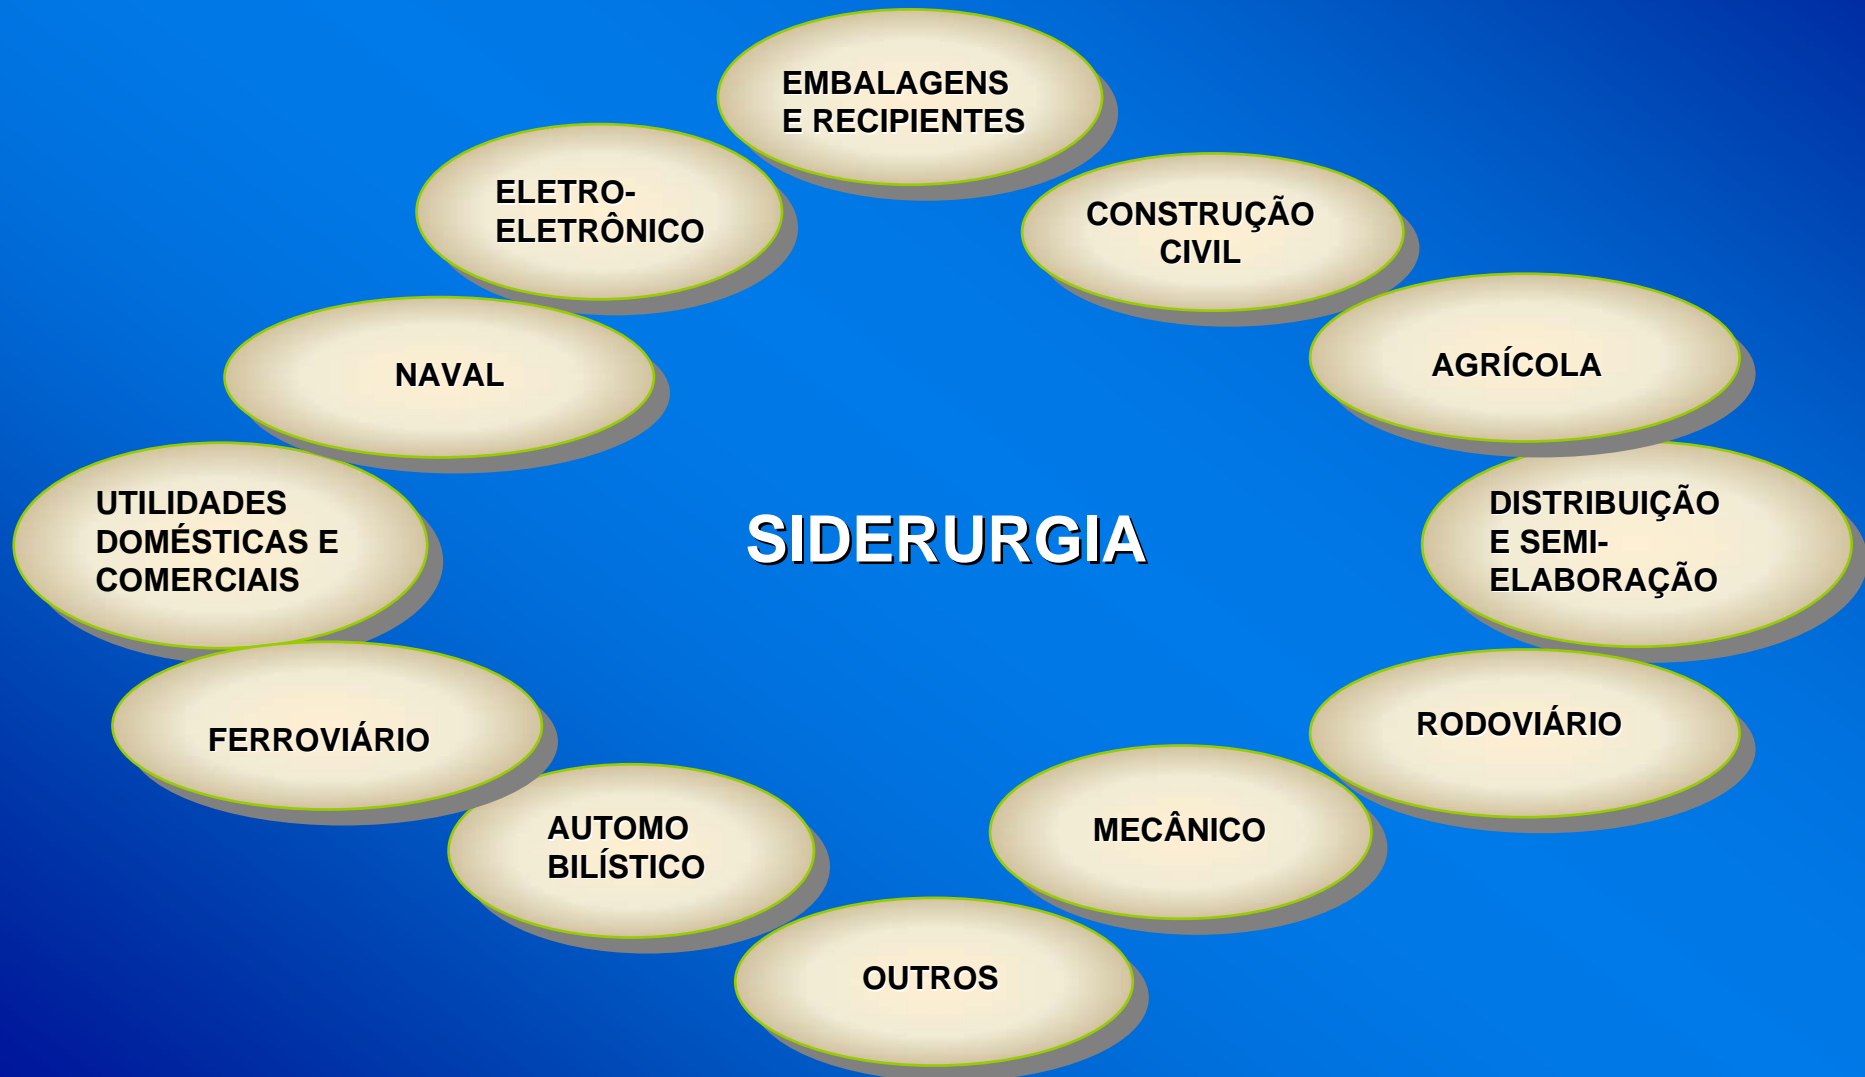 EMBALAGENS
E RECIPIENTES
ELETRO-
ELETRÔNICO
CONSTRUÇÃO
CIVIL
NAVAL
AGRÍCOLA
UTILIDADES
DOMÉSTICAS E
COMERCIAIS
SIDERURGIA
DISTRIBUIÇÃO
E SEMI-
ELABORAÇÃO
FERROVIÁRIO
RODOVIÁRIO
AUTOMO
BILÍSTICO
MECÂNICO
OUTROS